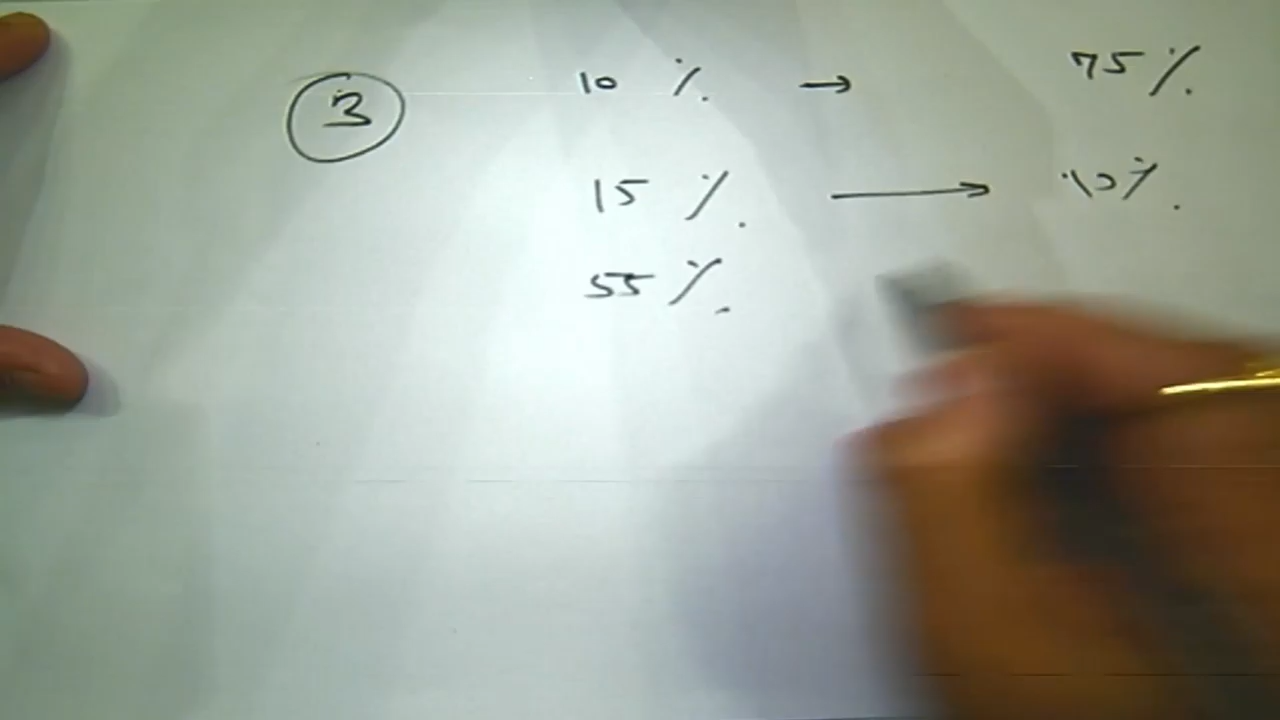 3 10 % → 75 %
15 % → 10 %
55 %